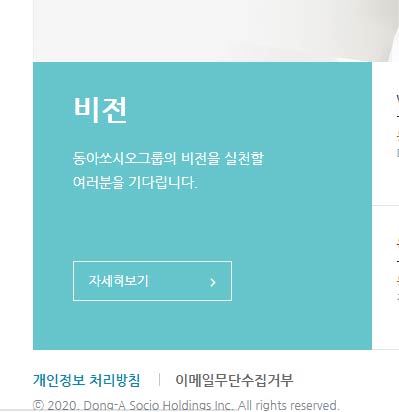 비전
동아쏘시오그룹의 비전을 실천할
여러분을 기다립니다.
자세히보기
개인정보 처리방침
이메일무단수집거부
© 2020. Dong-A Socio Holdings Inc. All rights reserved.